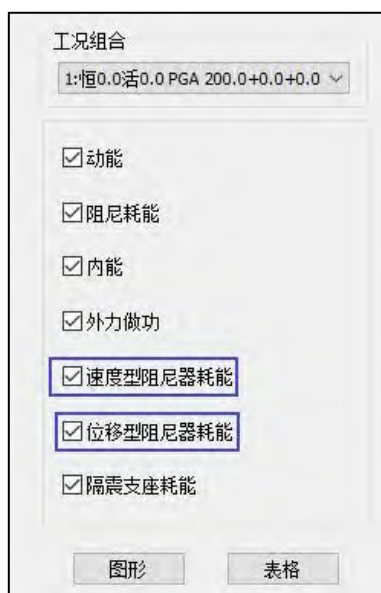 工况组合
1:恒0.0活0.0 PGA 200.0+0.0+0.0
动能
阻尼耗能
内能
外力做功
速度型阻尼器耗能
位移型阻尼器耗能
隔震支座耗能
图形 表格